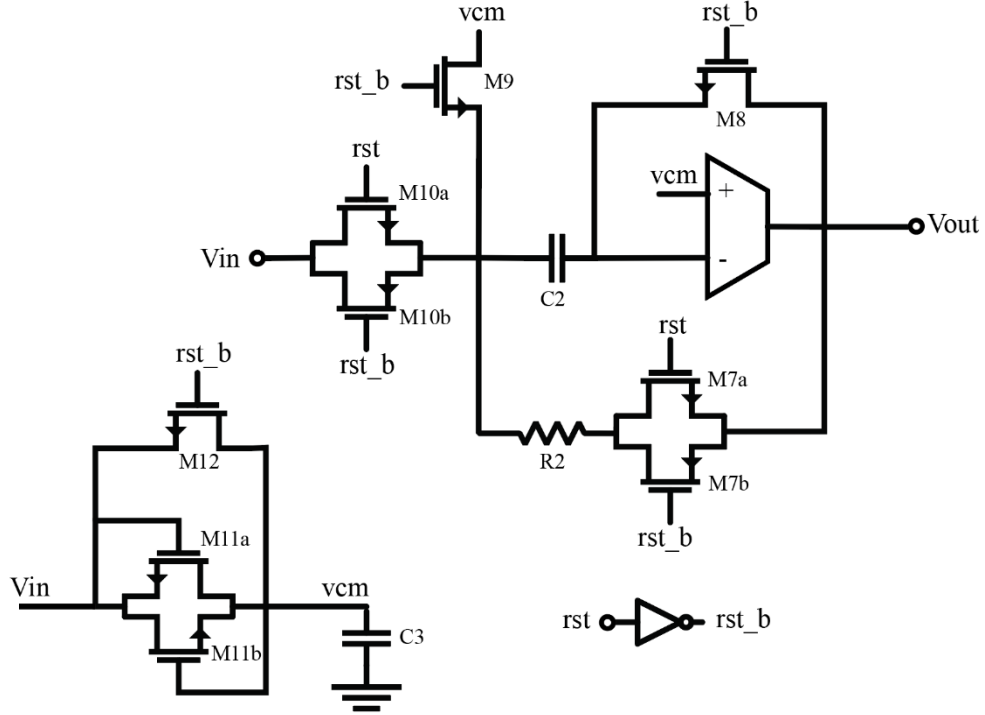 vcm
rst_b
rst_b
M9
M8
rst
M10a
vcm
+
Vin
Vout
-
C2
M10b
rst
rst_b
M7a
rst_b
R2
M12
M7b
rst_b
M11a
Vin
vcm
rst
rst_b
C3
M11b